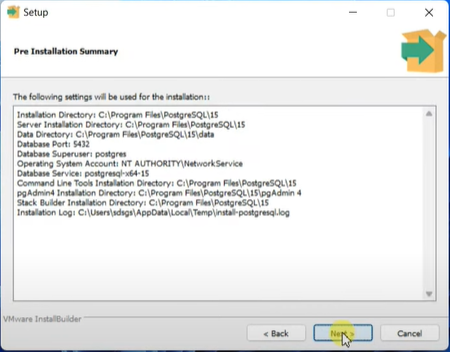 Setup
Pre Installation Summary
The following settings will be used for the installation::
Installation Directory: C:\Program Files\PostgreSQL\15
Server Installation Directory: C:\Program Files\PostgreSQL\15
Data Directory: C:\Program Files\PostgreSQL\15\data
Database Port: 5432
Database Superuser: postgres
Operating System Account: NT AUTHORITY\NetworkService
Database Service: postgresql-x64-15
Command Line Tools Installation Directory: C:\Program Files\PostgreSQL\15
pgAdmin4 Installation Directory: C:\Program Files\PostgreSQL\15\pgAdmin 4
Stack Builder Installation Directory: C:\Program Files\PostgreSQL\15
Installation Log: C:\Users\sdsgs\AppData\Local\Temp\install-postgresql.log
VMware InstallBuilder
< Back
Next >
Cancel